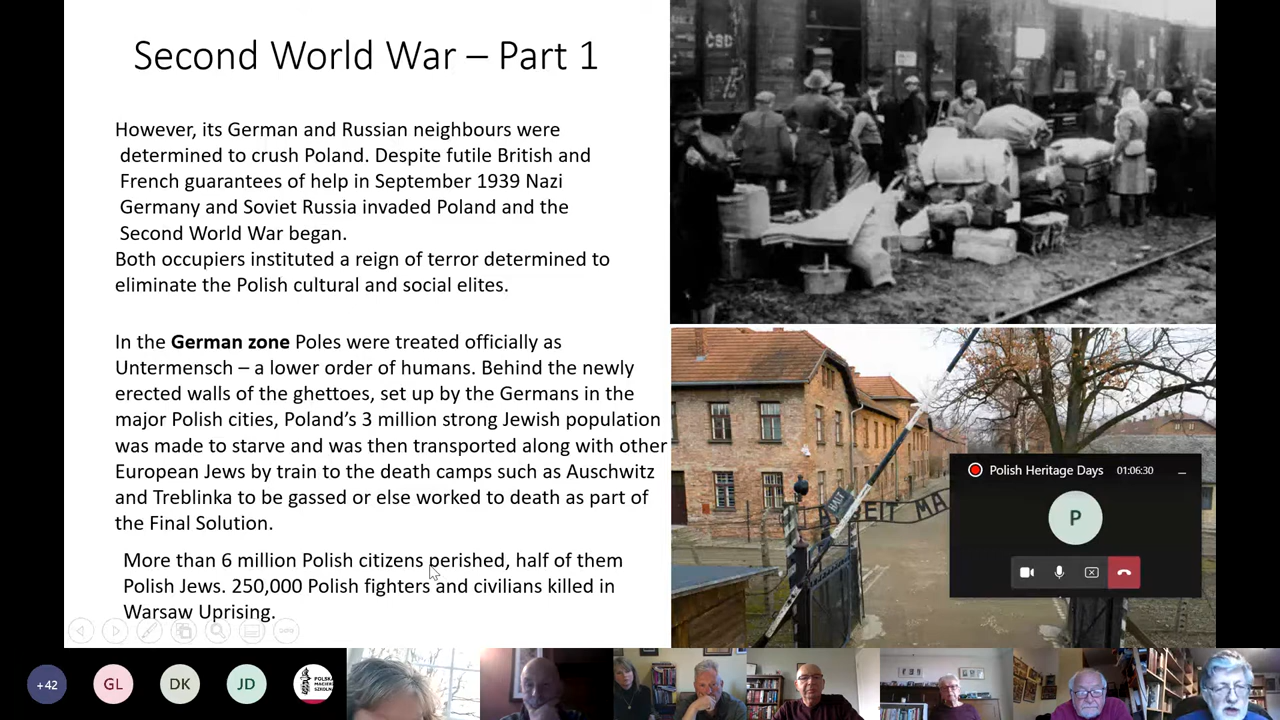 Second World War – Part 1
However, its German and Russian neighbours were
determined to crush Poland. Despite futile British and
French guarantees of help in September 1939 Nazi
Germany and Soviet Russia invaded Poland and the
Second World War began.
Both occupiers instituted a reign of terror determined to
eliminate the Polish cultural and social elites.
In the German zone Poles were treated officially as
Untermensch – a lower order of humans. Behind the newly
erected walls of the ghettoes, set up by the Germans in the
major Polish cities, Poland's 3 million strong Jewish population
was made to starve and was then transported along with other
European Jews by train to the death camps such as Auschwitz
and Treblinka to be gassed or else worked to death as part of
the Final Solution.
More than 6 million Polish citizens perished, half of them
Polish Jews. 250,000 Polish fighters and civilians killed in
Warsaw Uprising.
ČSD
HALT
ARBEIT MA
Polish Heritage Days 01:06:30
P
+42
GL
DK
JD
POLSKA
MACIERZ
SZKOLNA